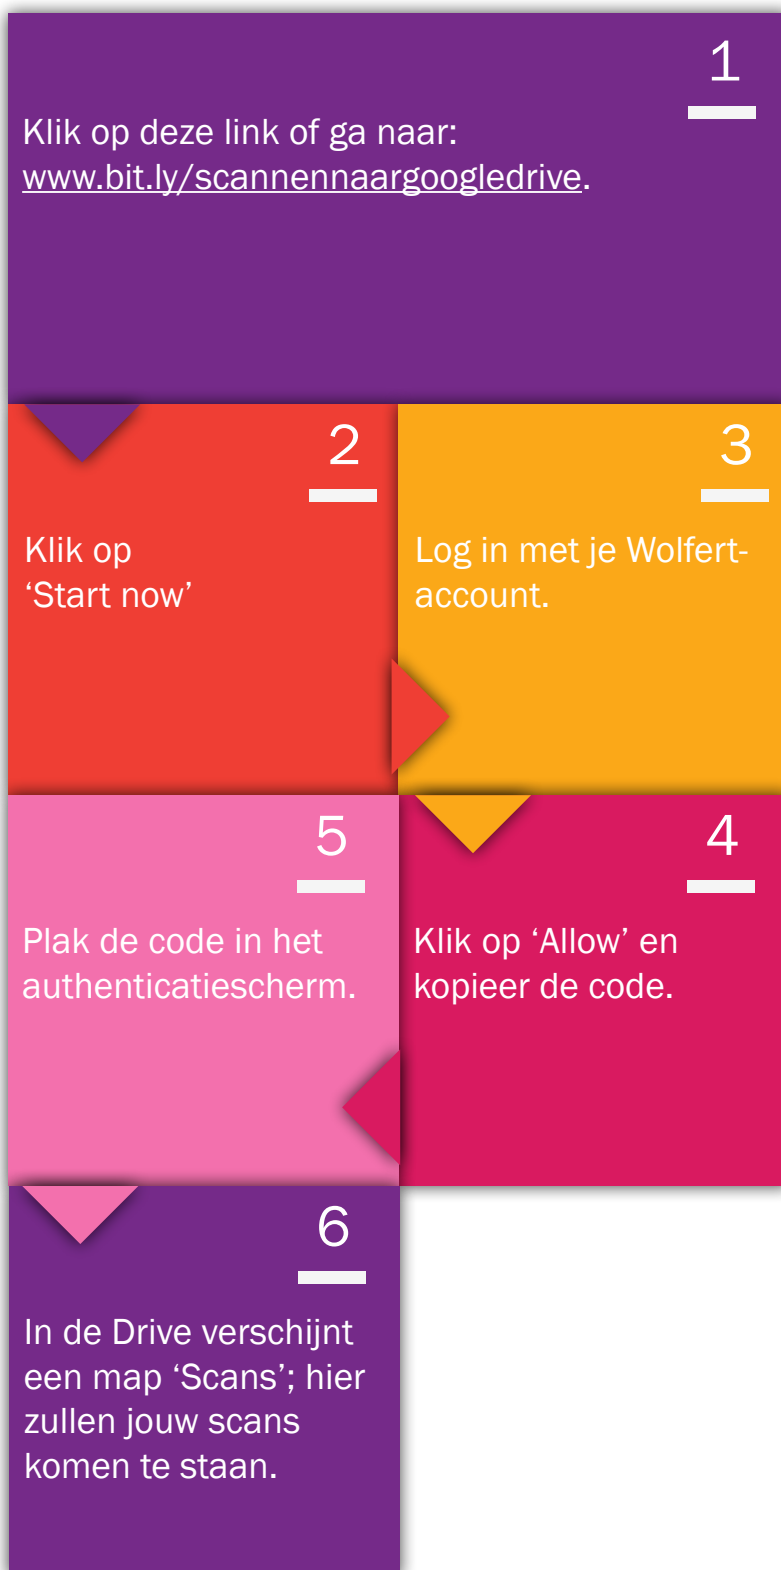 1
Klik op deze link of ga naar:
www.bit.ly/scannennaargoogledrive.
2
Klik op
‘Start now’
3
Log in met je Wolfert-
account.
4
Klik op ‘Allow’ en
kopieer de code.
5
Plak de code in het
authenticatiescherm.
6
In de Drive verschijnt
een map ‘Scans’; hier
zullen jouw scans
komen te staan.